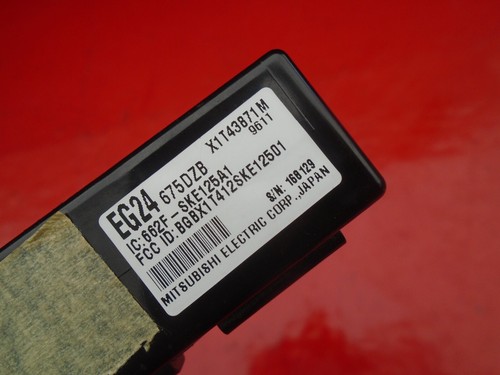 EG24 675DZB X1T43871M
9611
IC:662F-SKE125A1
FCC ID:BGBX1T412SKE12501
S/N: 168129
MITSUBISHI ELECTRIC CORP.,JAPAN